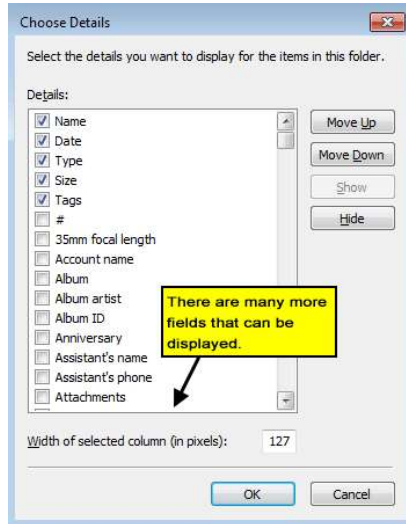 Choose Details
Select the details you want to display for the items in this folder.
Details:
Name
Date
Type
Size
Tags
#
35mm focal length
Account name
Album
Album artist
Album ID
Anniversary
Assistant's name
Assistant's phone
Attachments
Move Up
Move Down
Show
Hide
There are many more
fields that can be
displayed.
Width of selected column (in pixels): 127
OK Cancel